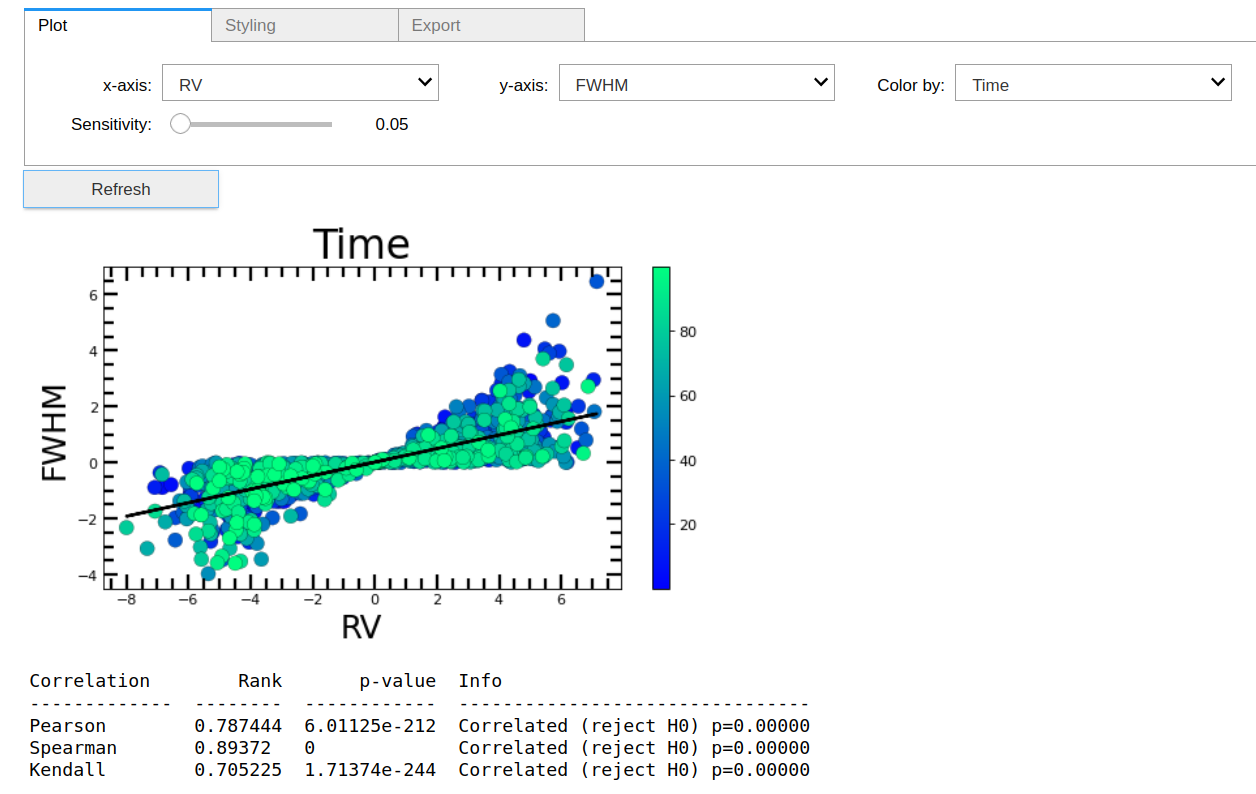 Plot Styling Export
x-axis: RV y-axis: FWHM Color by: Time
Sensitivity: 0.05
Refresh
Time
FWHM
6
4
2
0
−2
−4
−8 −6 −4 −2 0 2 4 6
RV
80
60
40
20
Correlation Rank p-value Info
------------- -------- ------------ --------------------------------
Pearson 0.787444 6.01125e-212 Correlated (reject H0) p=0.00000
Spearman 0.89372 0 Correlated (reject H0) p=0.00000
Kendall 0.705225 1.71374e-244 Correlated (reject H0) p=0.00000